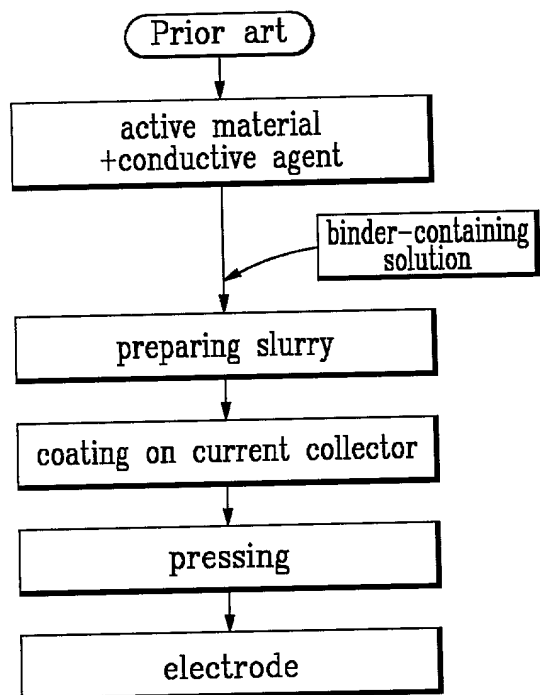 Prior art
active material
+conductive agent
binder-containing
solution
preparing slurry
coating on current collector
pressing
electrode